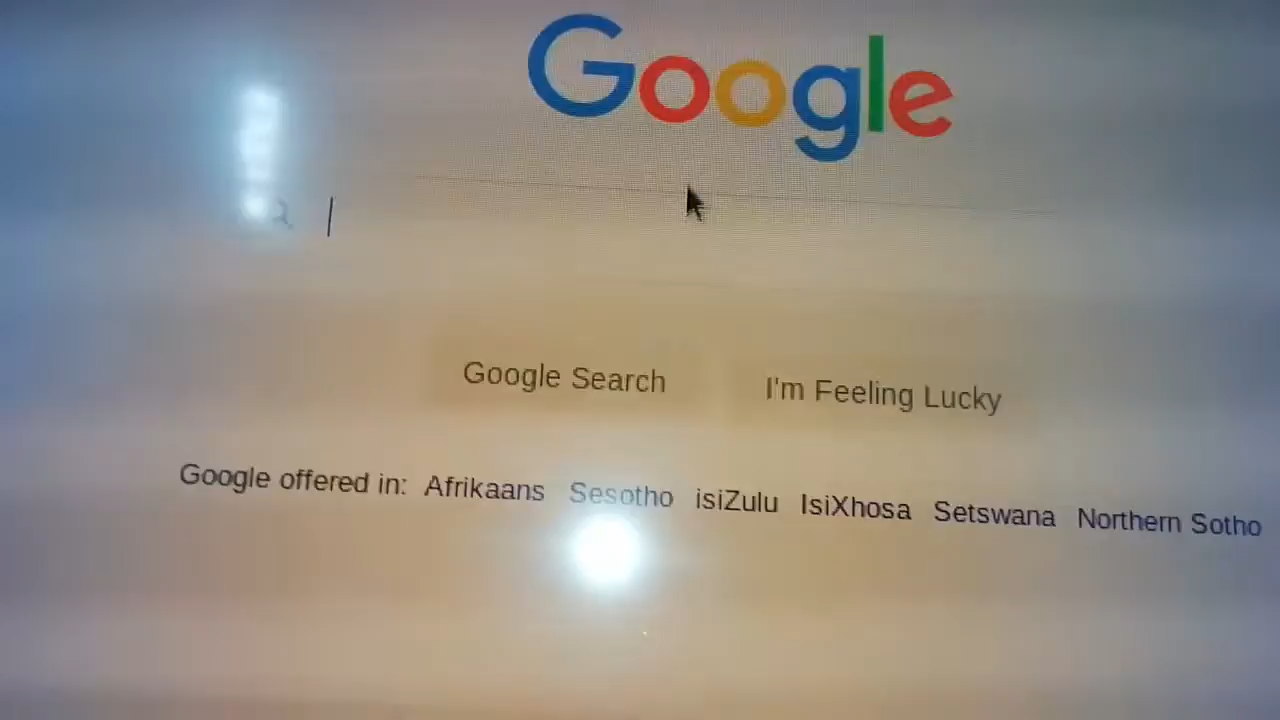 Google
Google Search I'm Feeling Lucky
Google offered in: Afrikaans Sesotho isiZulu IsiXhosa Setswana Northern Sotho